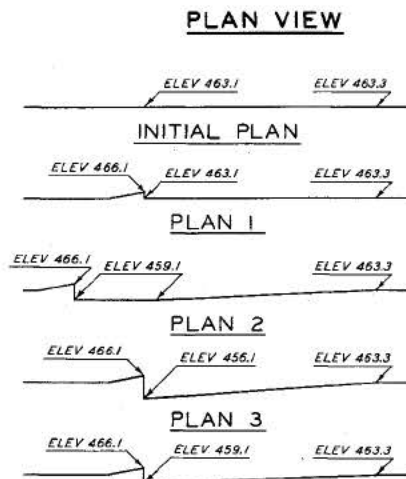 PLAN VIEW
ELEV 463.1 ELEV 463.3
INITIAL PLAN
ELEV 466.1 ELEV 463.1 ELEV 463.3
PLAN 1
ELEV 466.1 ELEV 459.1 ELEV 463.3
PLAN 2
ELEV 466.1 ELEV 456.1 ELEV 463.3
PLAN 3
ELEV 466.1 ELEV 459.1 ELEV 463.3